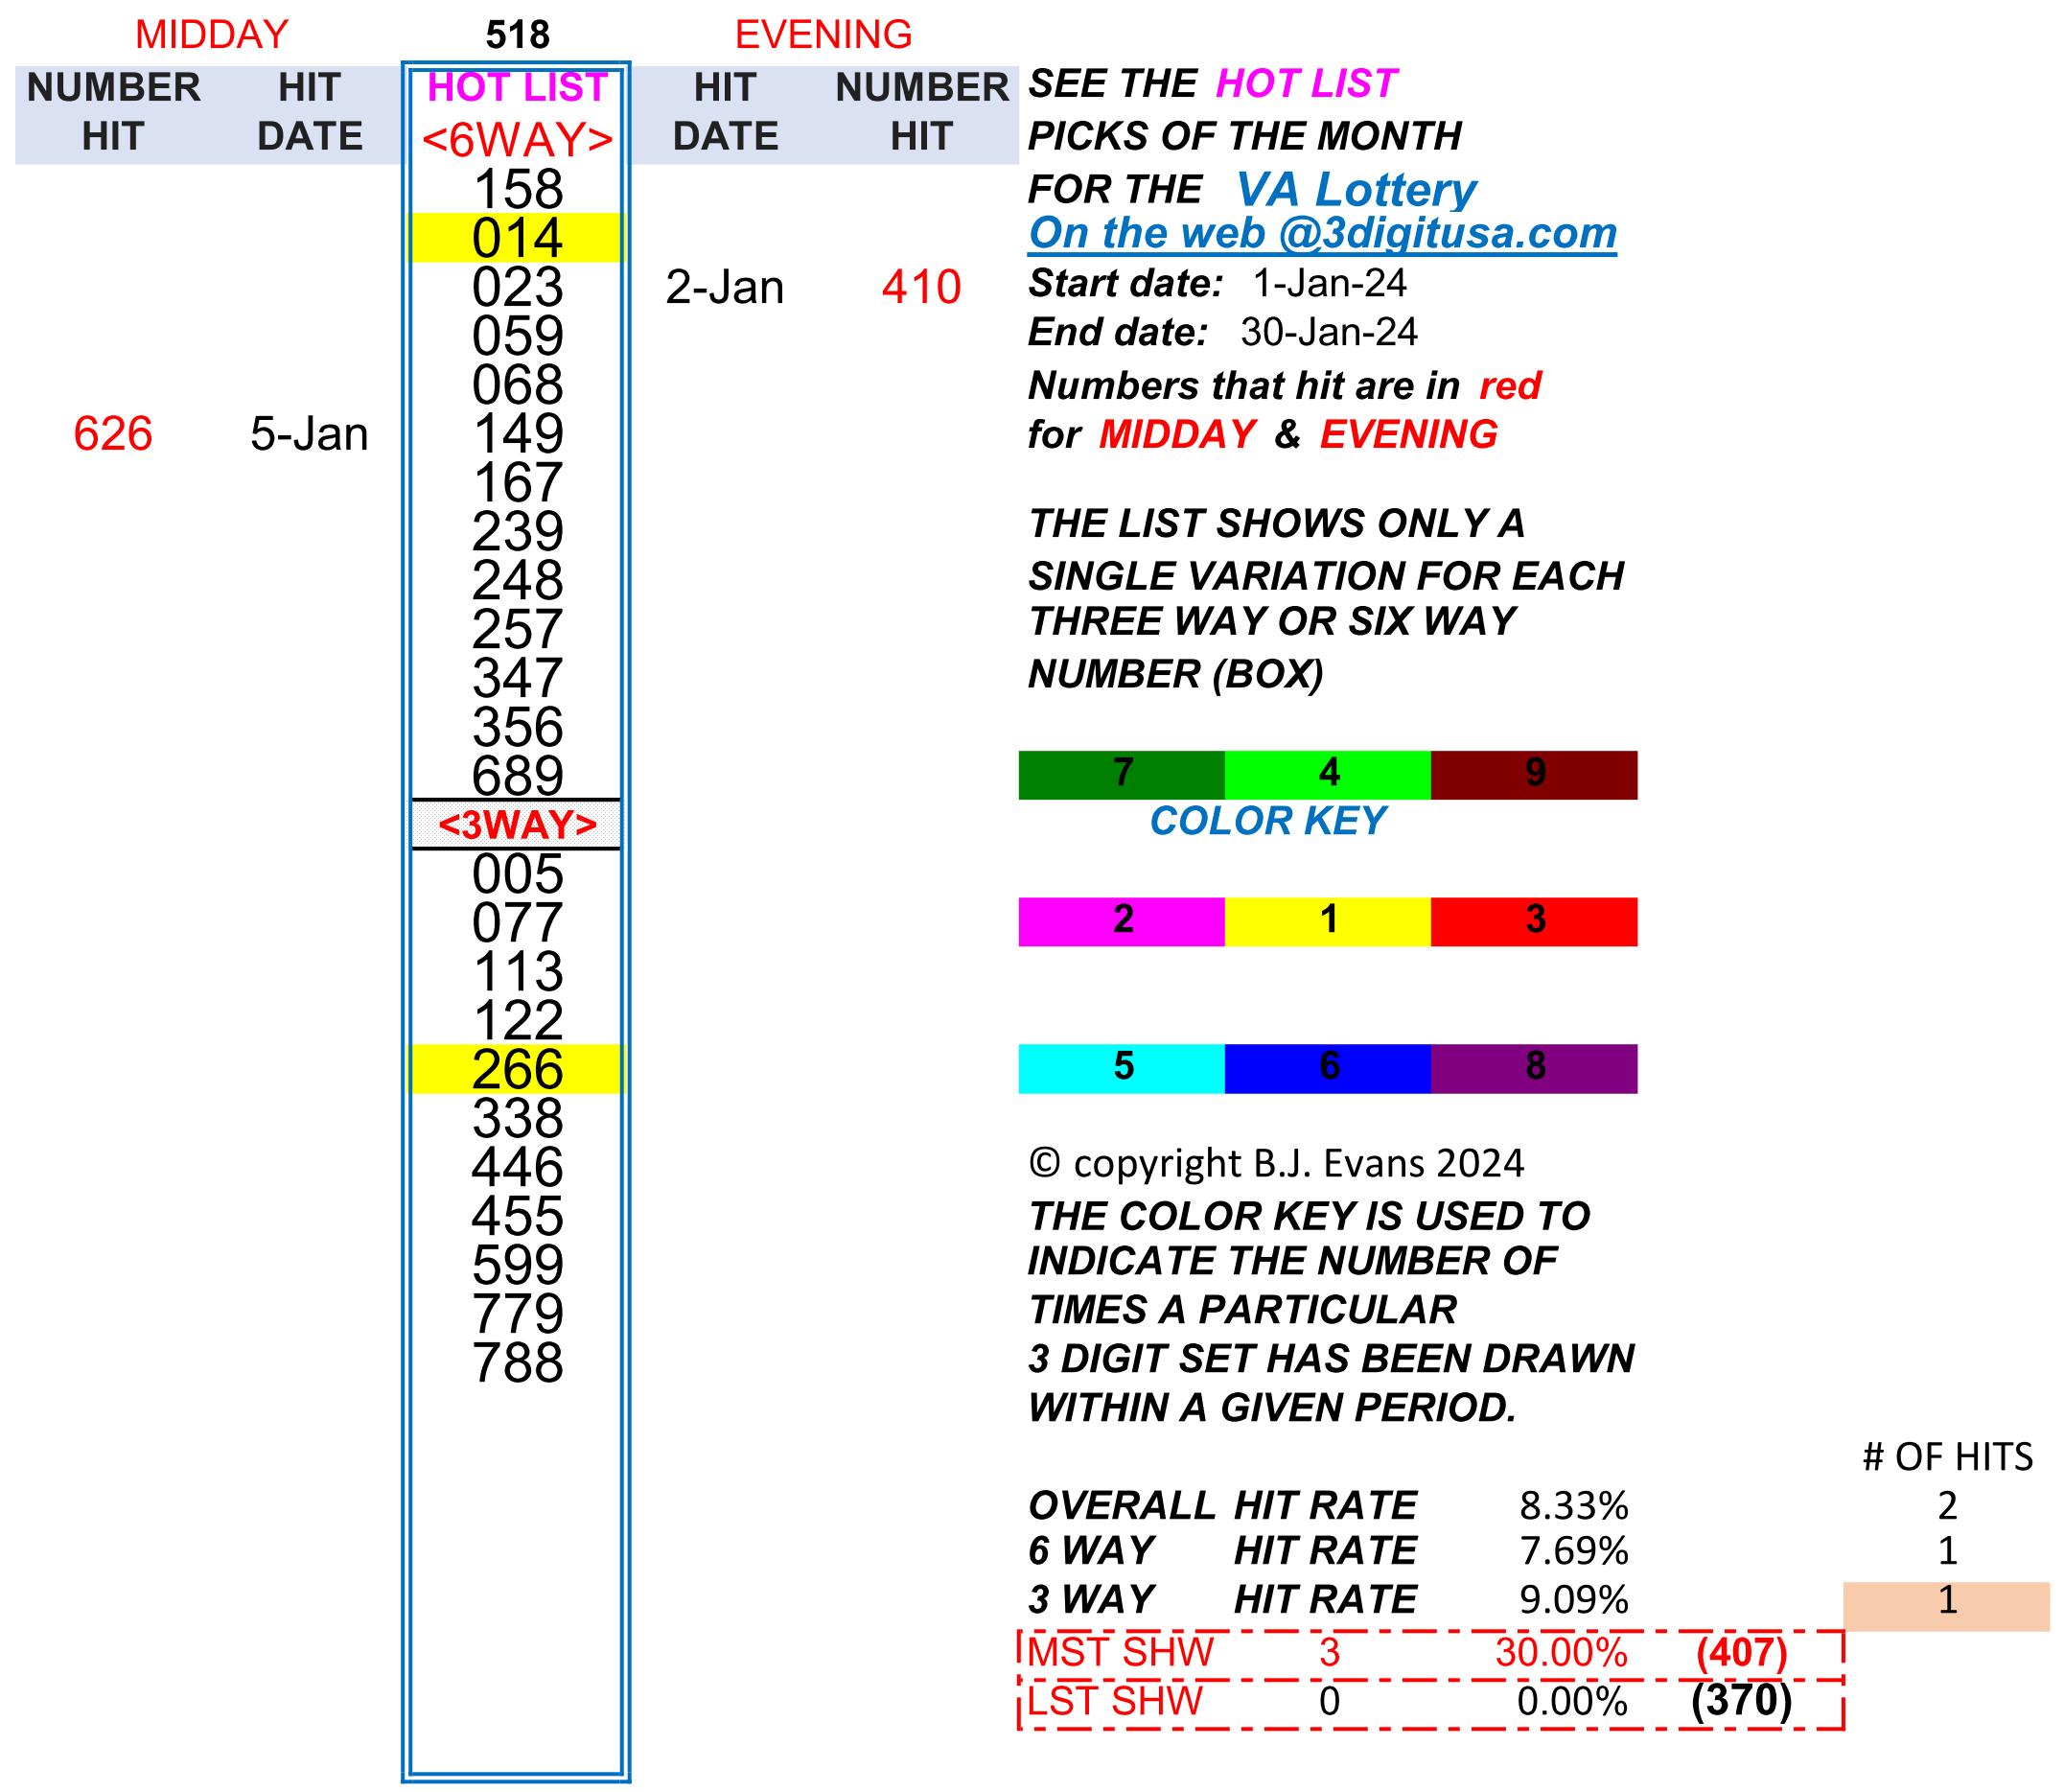 MIDDAY 518 EVENING
NUMBER HIT HOT LIST HIT NUMBER
HIT DATE <6WAY> DATE HIT
158
014
023 2-Jan 410
059
068
626 5-Jan 149
167
239
248
257
347
356
689
<3WAY>
005
077
113
122
266
338
446
455
599
779
788
SEE THE HOT LIST
PICKS OF THE MONTH
FOR THE VA Lottery
On the web @3digitusa.com
Start date: 1-Jan-24
End date: 30-Jan-24
Numbers that hit are in red
for MIDDAY & EVENING
THE LIST SHOWS ONLY A
SINGLE VARIATION FOR EACH
THREE WAY OR SIX WAY
NUMBER (BOX)
7 4 9
COLOR KEY
2 1 3
5 6 8
© copyright B.J. Evans 2024
THE COLOR KEY IS USED TO
INDICATE THE NUMBER OF
TIMES A PARTICULAR
3 DIGIT SET HAS BEEN DRAWN
WITHIN A GIVEN PERIOD.
# OF HITS
OVERALL HIT RATE 8.33% 2
6 WAY HIT RATE 7.69% 1
3 WAY HIT RATE 9.09% 1
MST SHW 3 30.00% (407)
LST SHW 0 0.00% (370)